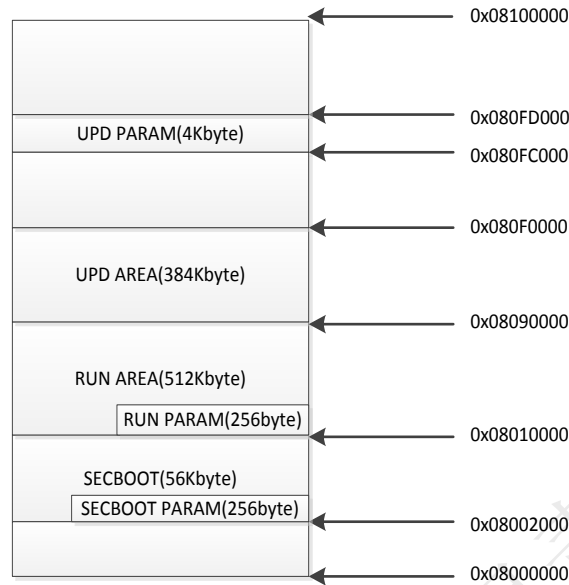 0x08100000
0x080FD000
UPD PARAM(4Kbyte)
0x080FC000
0x080F0000
UPD AREA(384Kbyte)
0x08090000
RUN AREA(512Kbyte)
RUN PARAM(256byte)
0x08010000
SECBOOT(56Kbyte)
SECBOOT PARAM(256byte)
0x08002000
0x08000000